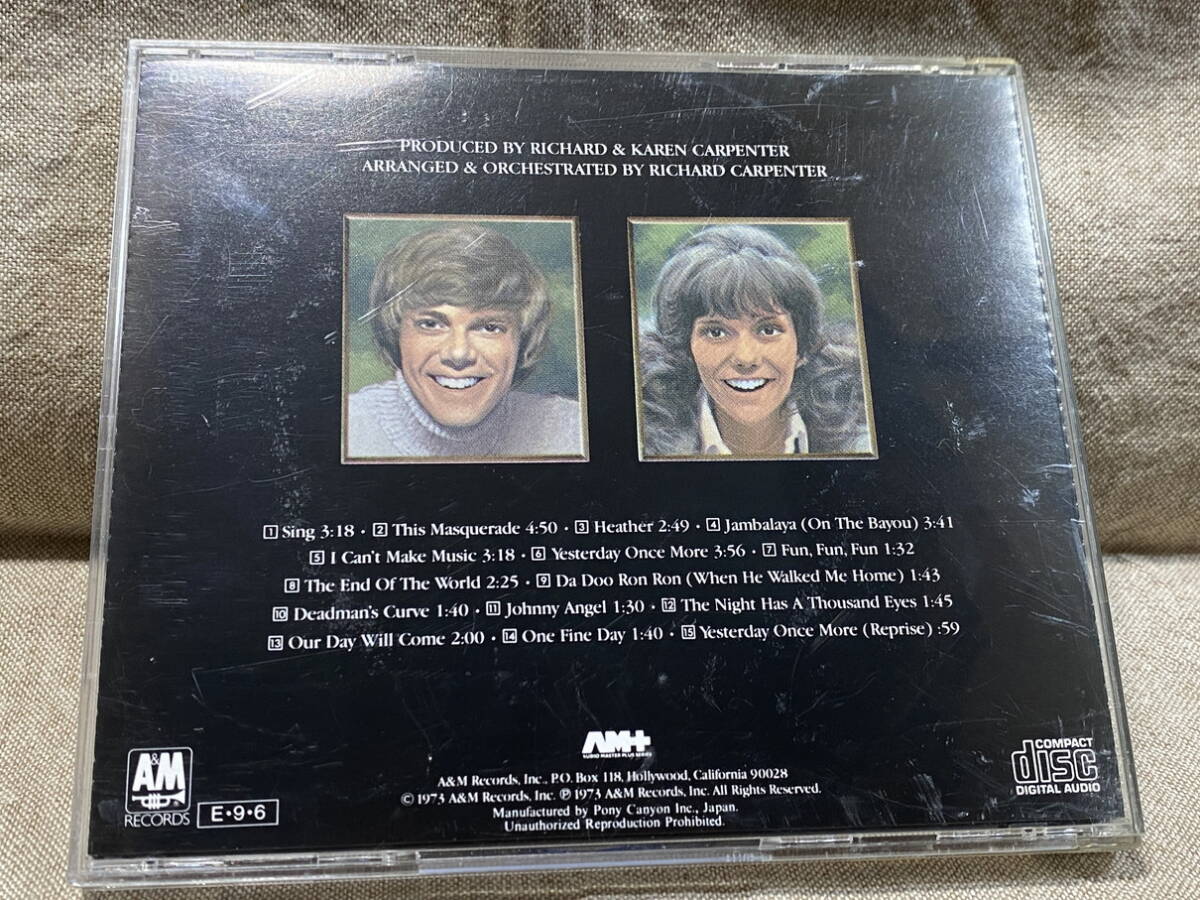 PRODUCED BY RICHARD & KAREN CARPENTER
ARRANGED & ORCHESTRATED BY RICHARD CARPENTER
1 Sing 3:18 · 2 This Masquerade 4:50 · 3 Heather 2:49 · 4 Jambalaya (On The Bayou) 3:41
5 I Can't Make Music 3:18 · 6 Yesterday Once More 3:56 · 7 Fun, Fun, Fun 1:32
8 The End Of The World 2:25 · 9 Da Doo Ron Ron (When He Walked Me Home) 1:43
10 Deadman's Curve 1:40 · 11 Johnny Angel 1:30 · 12 The Night Has A Thousand Eyes 1:45
13 Our Day Will Come 2:00 · 14 One Fine Day 1:40 · 15 Yesterday Once More (Reprise) :59
A&M
RECORDS
E·9·6
AM+
AUDIO MASTER PLUS SERIES
A&M Records, Inc., P.O. Box 118, Hollywood, California 90028
© 1973 A&M Records, Inc. ℗ 1973 A&M Records, Inc. All Rights Reserved.
Manufactured by Pony Canyon Inc., Japan.
Unauthorized Reproduction Prohibited.
COMPACT
disc
DIGITAL AUDIO